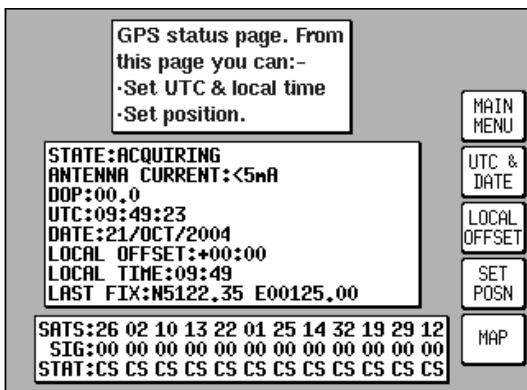 GPS status page. From
this page you can:-
·Set UTC & local time
·Set position.
STATE:ACQUIRING
ANTENNA CURRENT:<5mA
DOP:00.0
UTC:09:49:23
DATE:21/OCT/2004
LOCAL OFFSET:+00:00
LOCAL TIME:09:49
LAST FIX:N5122.35 E00125.00
SATS:26 02 10 13 22 01 25 14 32 19 29 12
SIG:00 00 00 00 00 00 00 00 00 00 00 00
STAT:CS CS CS CS CS CS CS CS CS CS CS CS
MAIN
MENU
UTC &
DATE
LOCAL
OFFSET
SET
POSN
MAP